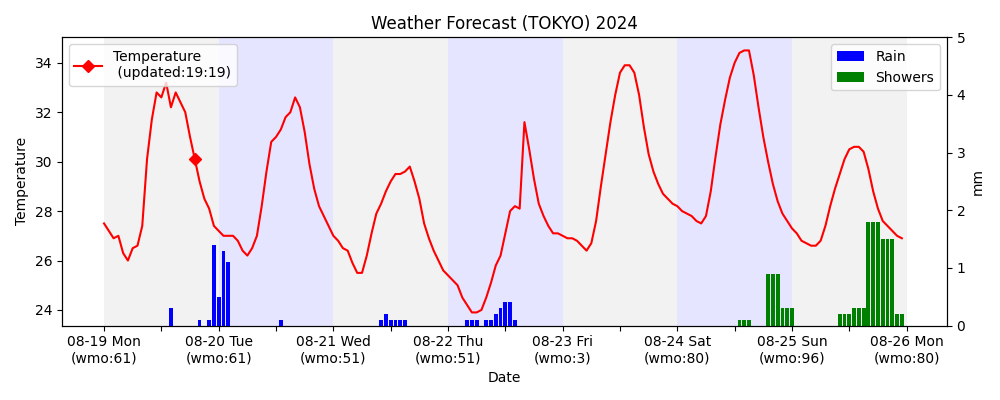 Weather Forecast (TOKYO) 2024
Temperature
(updated:19:19)
Rain
Showers
34
32
30
28
26
24
Temperature
5
4
3
2
1
0
mm
08-19 Mon
(wmo:61)
08-20 Tue
(wmo:61)
08-21 Wed
(wmo:51)
08-22 Thu
(wmo:51)
08-23 Fri
(wmo:3)
08-24 Sat
(wmo:80)
08-25 Sun
(wmo:96)
08-26 Mon
(wmo:80)
Date